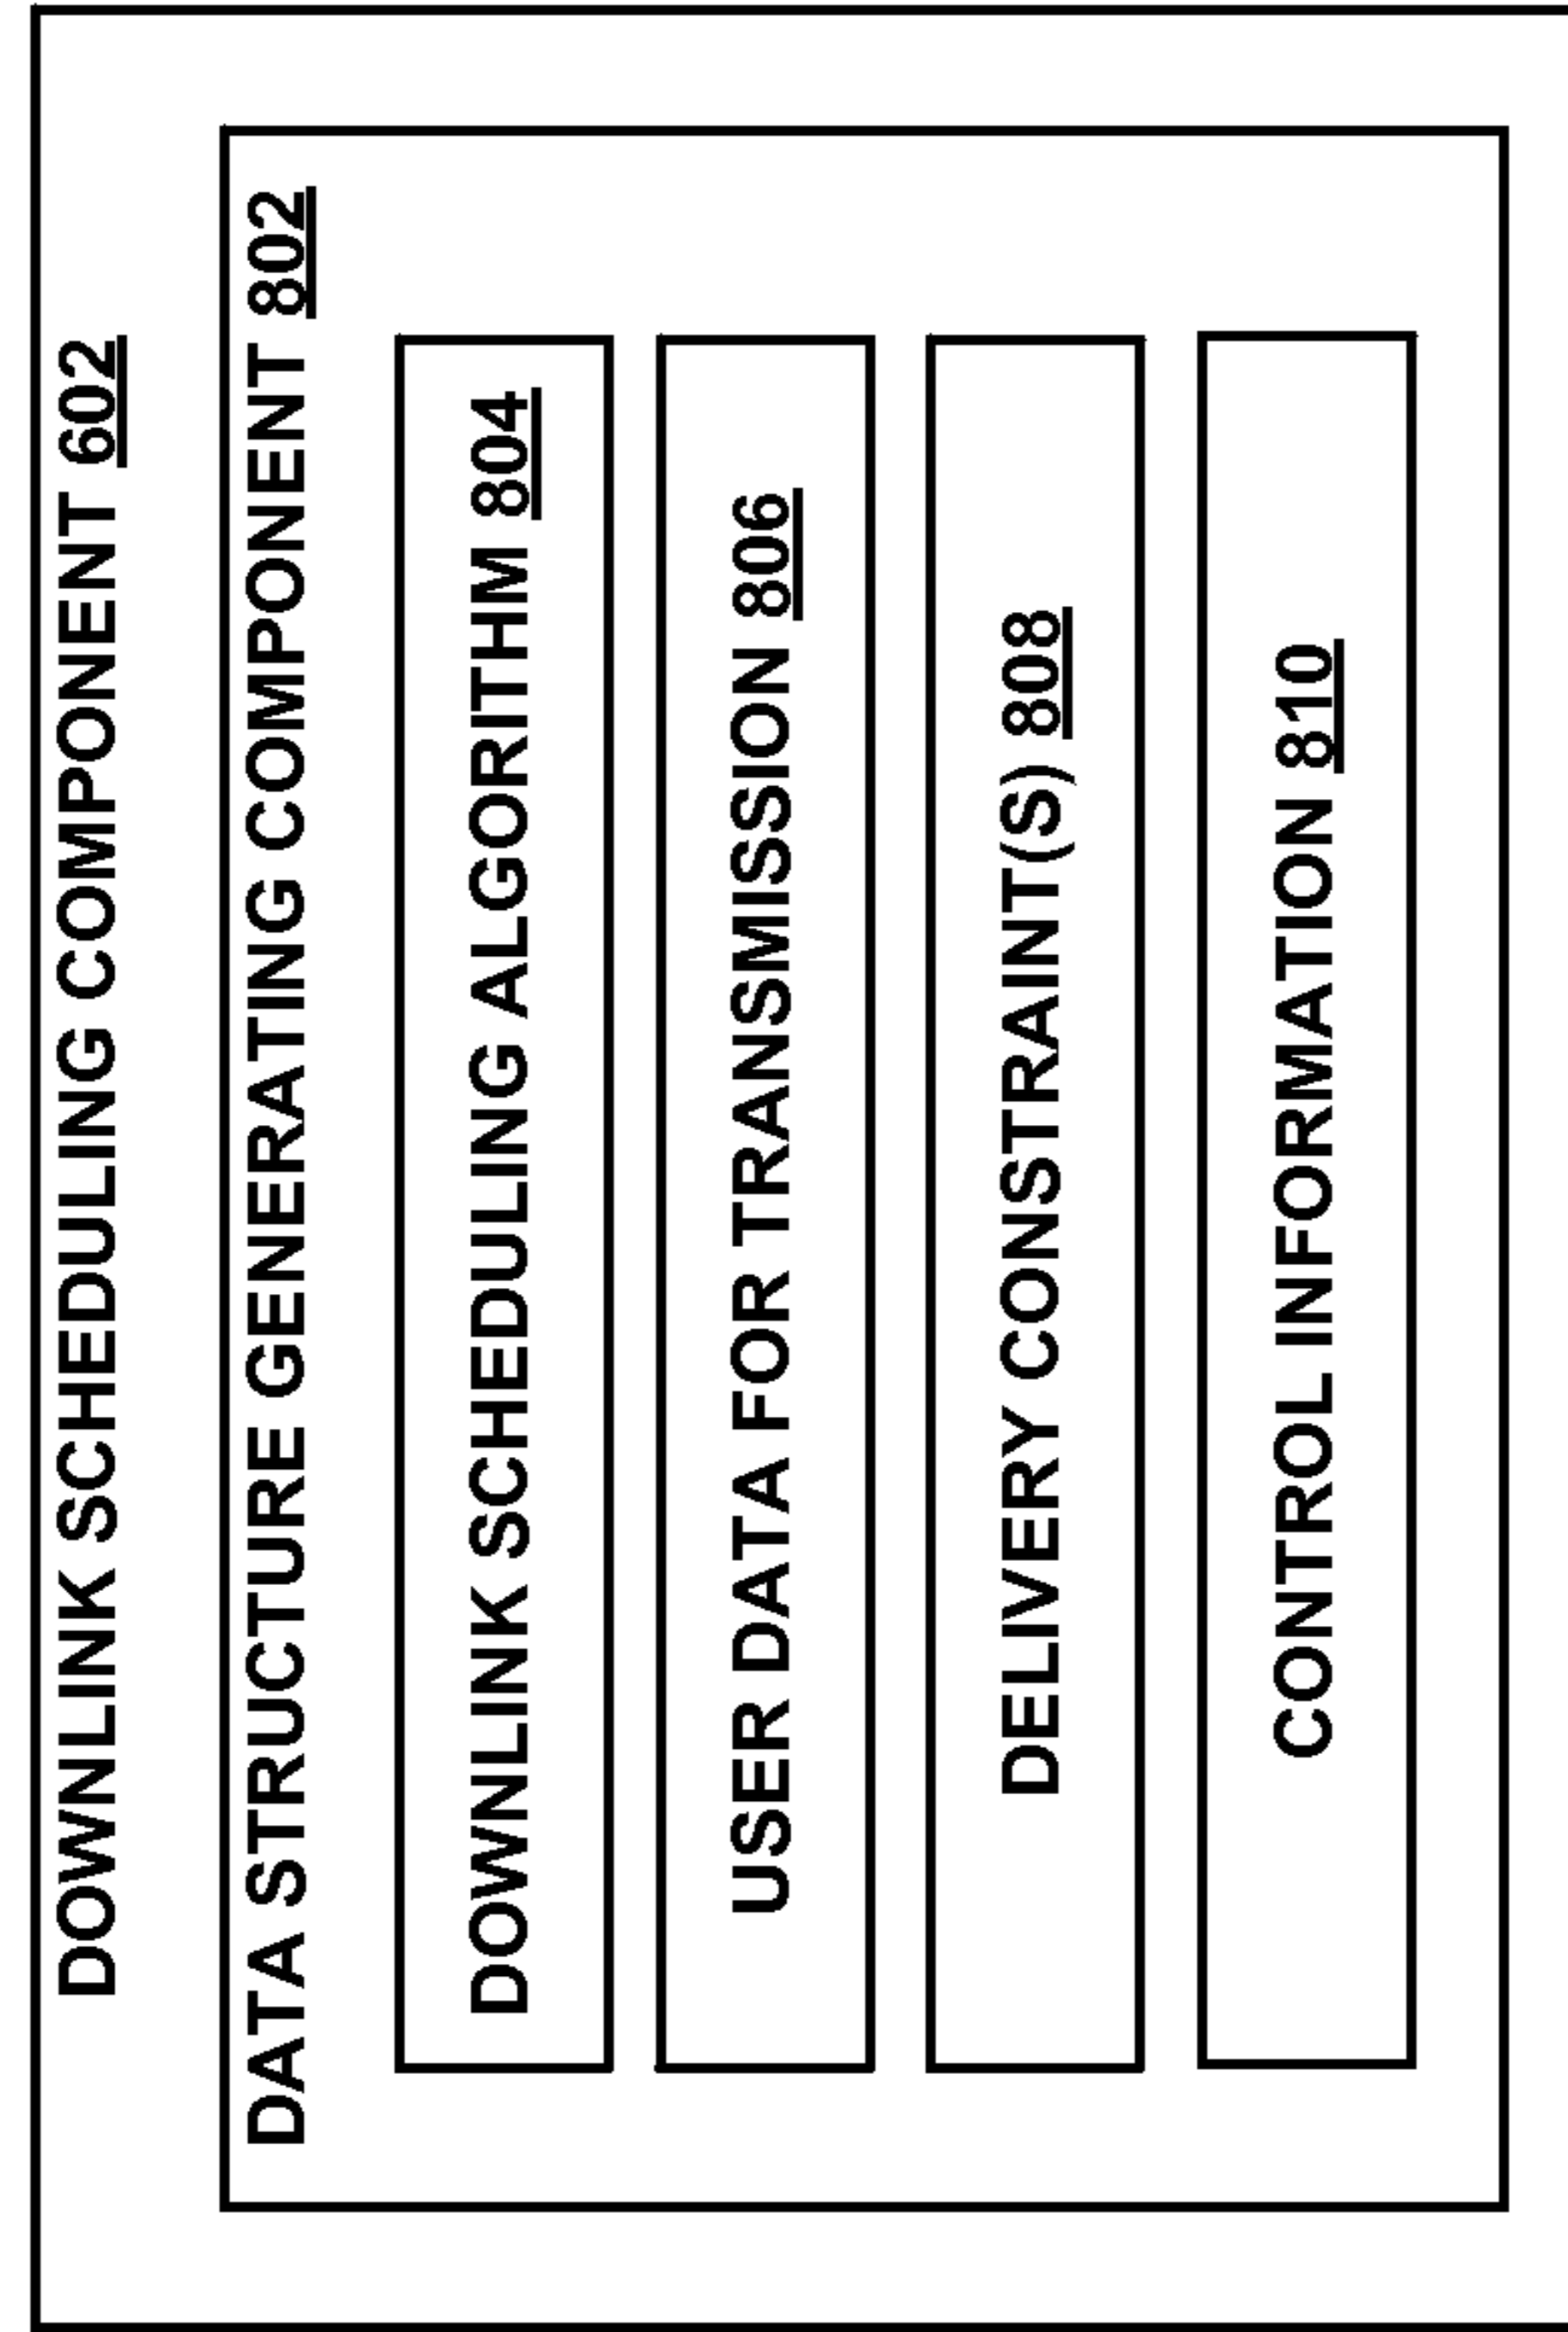 DOWNLINK SCHEDULING COMPONENT 602
DATA STRUCTURE GENERATING COMPONENT 802
DOWNLINK SCHEDULING ALGORITHM 804
USER DATA FOR TRANSMISSION 806
DELIVERY CONSTRAINT(S) 808
CONTROL INFORMATION 810